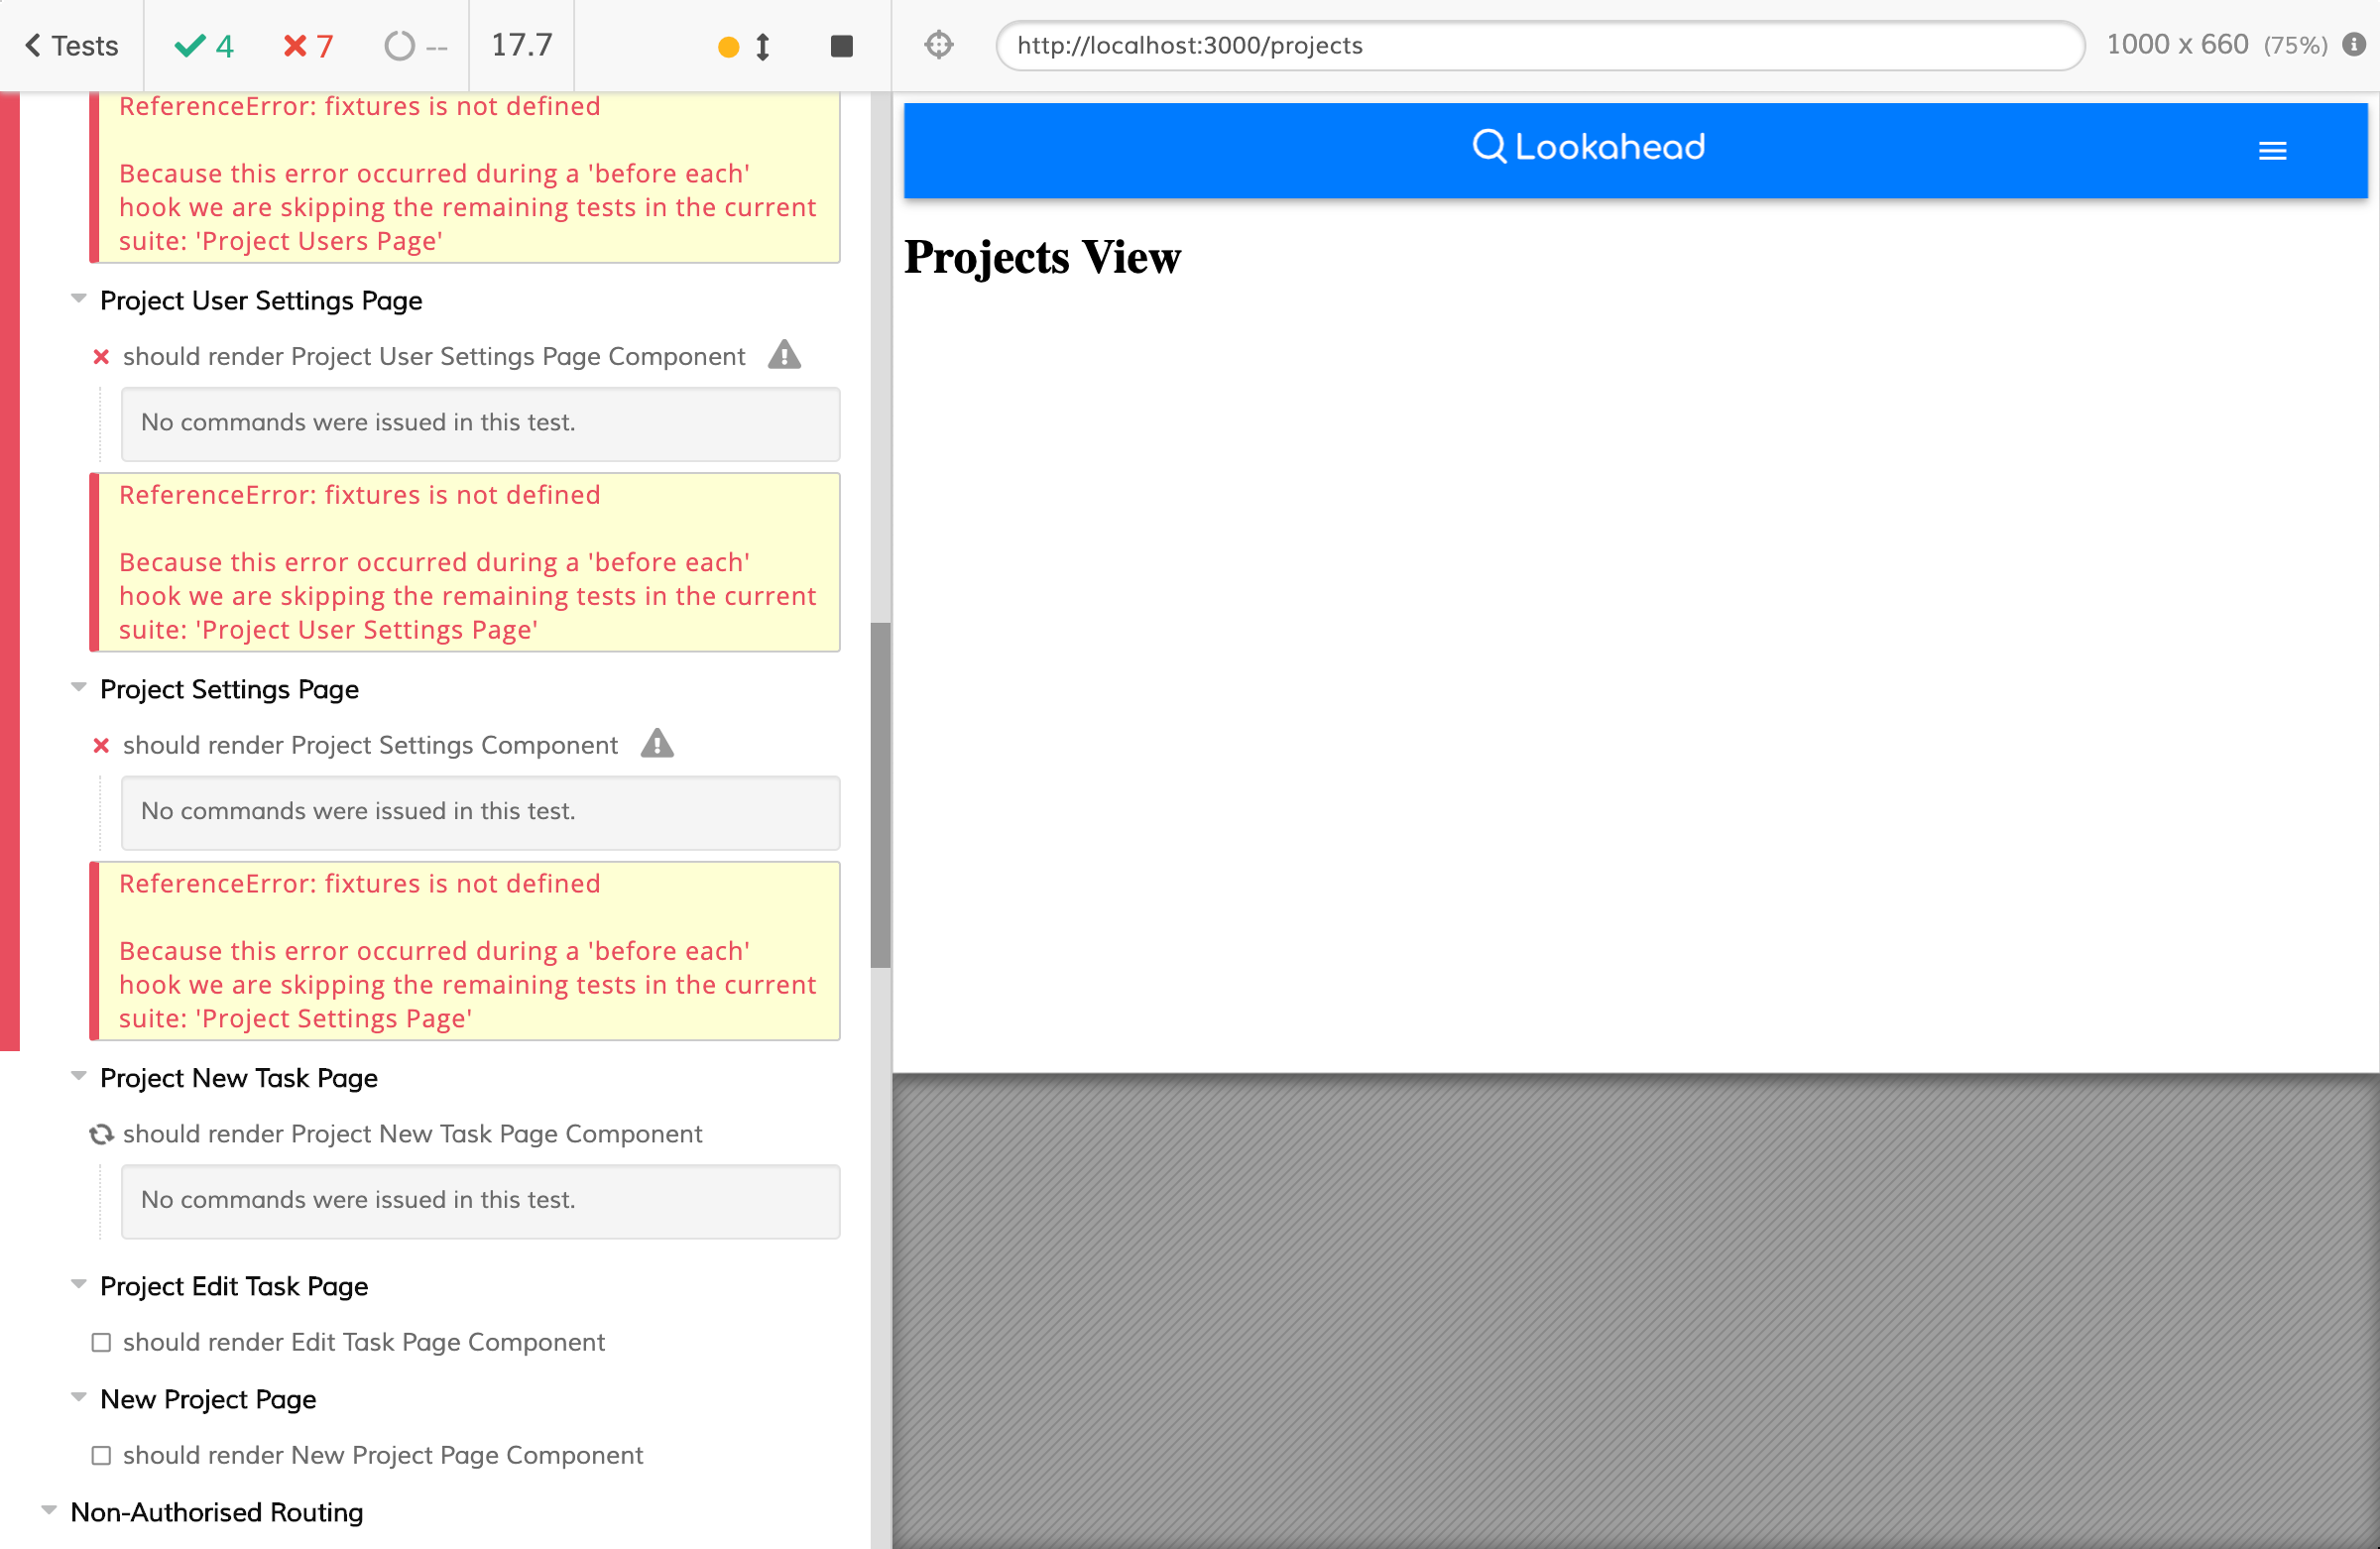 Tests
4
7
--
17.7
http://localhost:3000/projects
1000 x 660 (75%)
ReferenceError: fixtures is not defined
Because this error occurred during a 'before each'
hook we are skipping the remaining tests in the current
suite: 'Project Users Page'
Project User Settings Page
should render Project User Settings Page Component
No commands were issued in this test.
ReferenceError: fixtures is not defined
Because this error occurred during a 'before each'
hook we are skipping the remaining tests in the current
suite: 'Project User Settings Page'
Project Settings Page
should render Project Settings Component
No commands were issued in this test.
ReferenceError: fixtures is not defined
Because this error occurred during a 'before each'
hook we are skipping the remaining tests in the current
suite: 'Project Settings Page'
Project New Task Page
should render Project New Task Page Component
No commands were issued in this test.
Project Edit Task Page
should render Edit Task Page Component
New Project Page
should render New Project Page Component
Non-Authorised Routing
Lookahead
Projects View